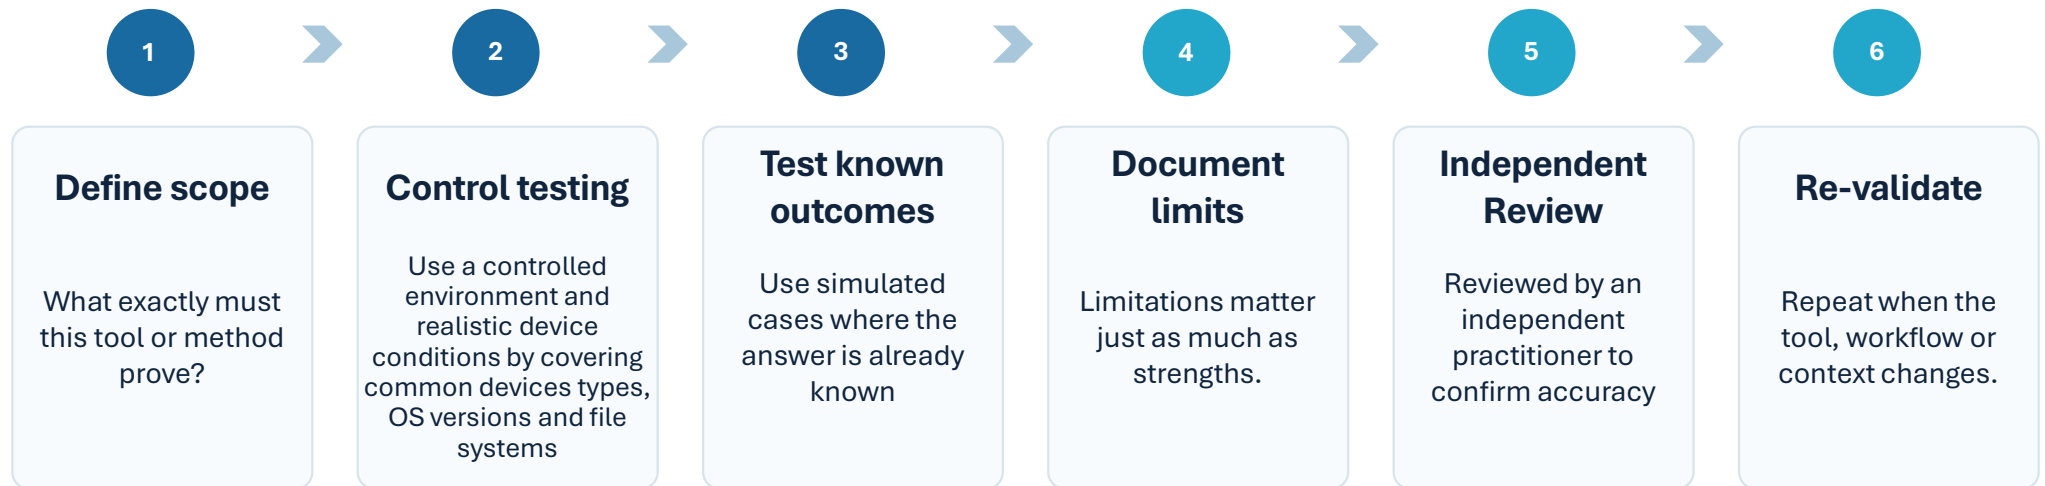 1
2
3
4
5
6
Define scope
What exactly must
this tool or method
prove?
Control testing
Use a controlled
environment and
realistic device
conditions by covering
common devices types,
OS versions and file
systems
Test known
outcomes
Use simulated
cases where the
answer is already
known
Document
limits
Limitations matter
just as much as
strengths.
Independent
Review
Reviewed by an
independent
practitioner to
confirm accuracy
Re-validate
Repeat when the
tool, workflow or
context changes.